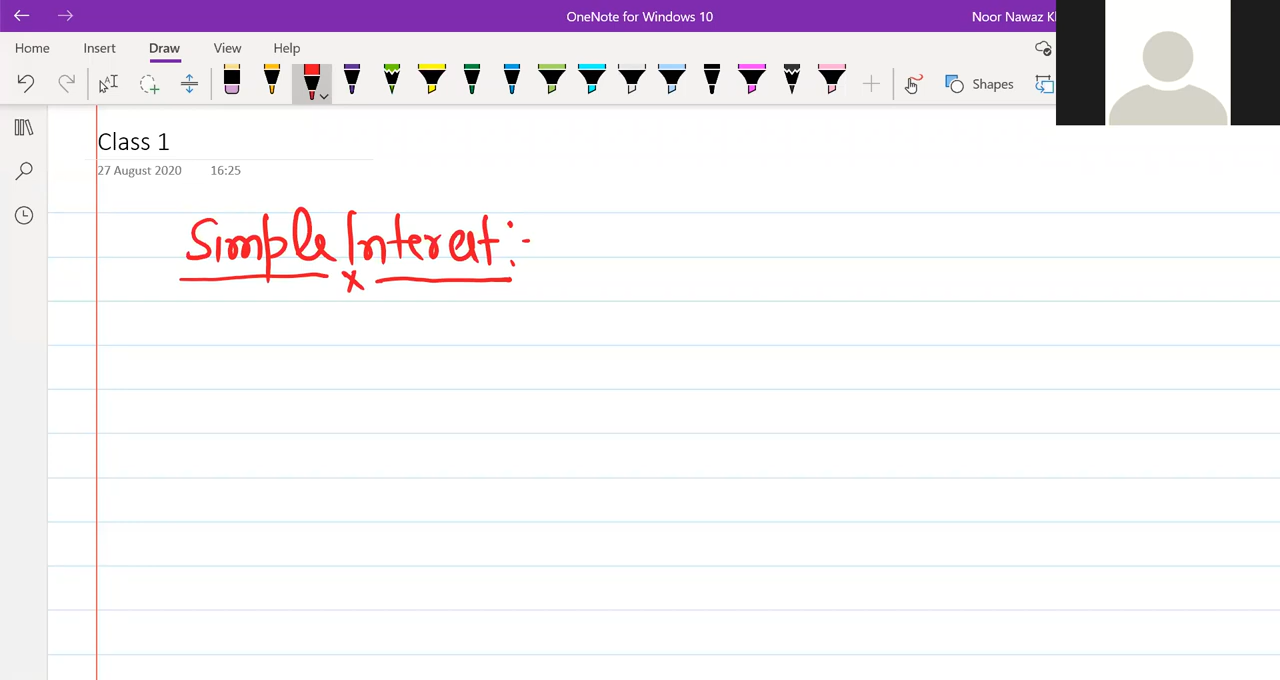 OneNote for Windows 10
Noor Nawaz
Home Insert Draw View Help
Shapes
Class 1
27 August 2020 16:25
Simple Interest :-